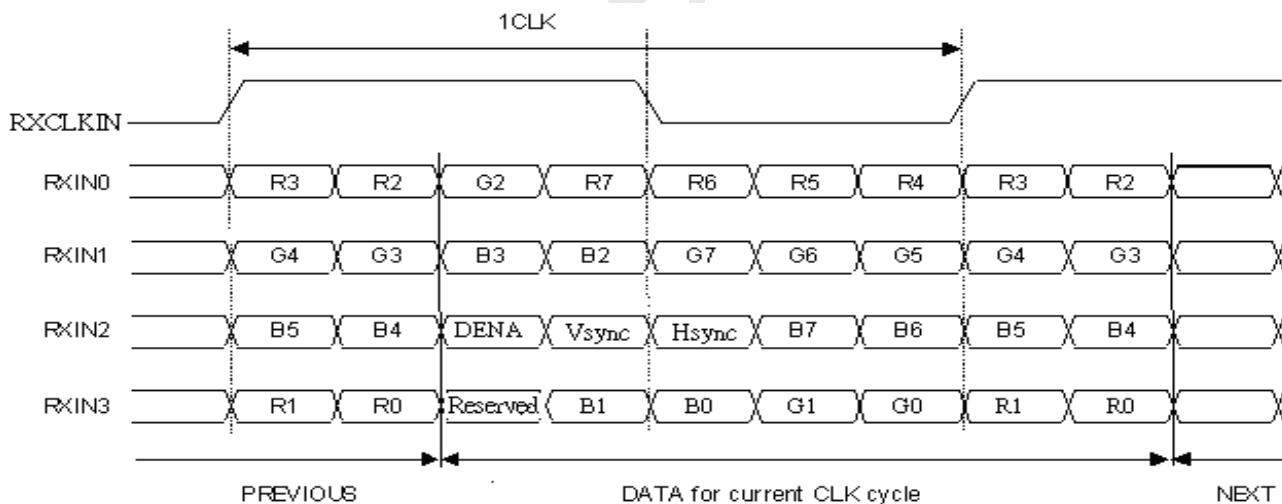 1CLK
RXCLKIN
RXIN0 R3 R2 G2 R7 R6 R5 R4 R3 R2
RXIN1 G4 G3 B3 B2 G7 G6 G5 G4 G3
RXIN2 B5 B4 DENA Vsync Hsync B7 B6 B5 B4
RXIN3 R1 R0 Reserved B1 B0 G1 G0 R1 R0
PREVIOUS DATA for current CLK cycle NEXT